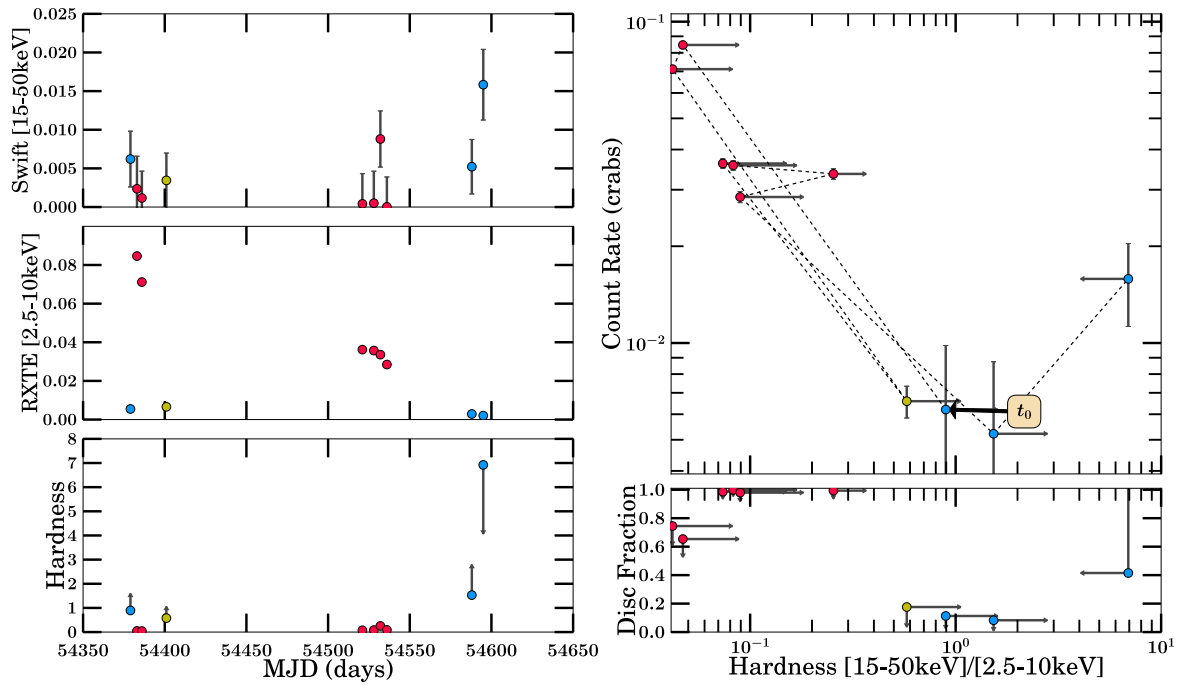 Swift [15-50keV]
0.025
0.020
0.015
0.010
0.005
0.000
RXTE [2.5-10keV]
0.08
0.06
0.04
0.02
0.00
Hardness
8
7
6
5
4
3
2
1
0
54350 54400 54450 54500 54550 54600 54650
MJD (days)
Count Rate (crabs)
10⁻¹
10⁻²
t₀
Disc Fraction
1.0
0.8
0.6
0.4
0.2
0.0
10⁻¹ 10⁰ 10¹
Hardness [15-50keV]/[2.5-10keV]